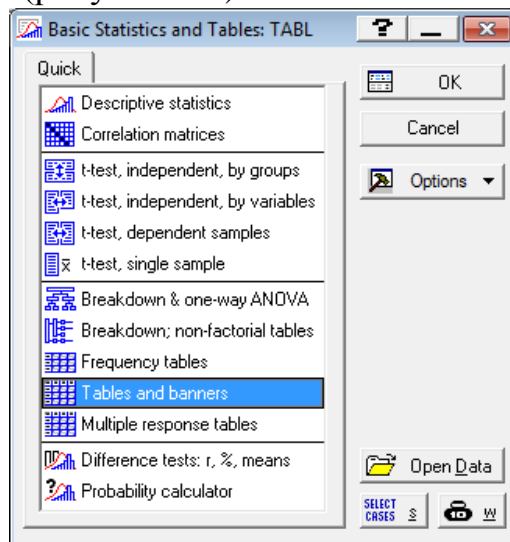 Basic Statistics and Tables: TABL
Quick
Descriptive statistics
Correlation matrices
t-test, independent, by groups
t-test, independent, by variables
t-test, dependent samples
t-test, single sample
Breakdown & one-way ANOVA
Breakdown; non-factorial tables
Frequency tables
Tables and banners
Multiple response tables
Difference tests: r, %, means
Probability calculator
OK
Cancel
Options
Open Data
SELECT CASES S
W